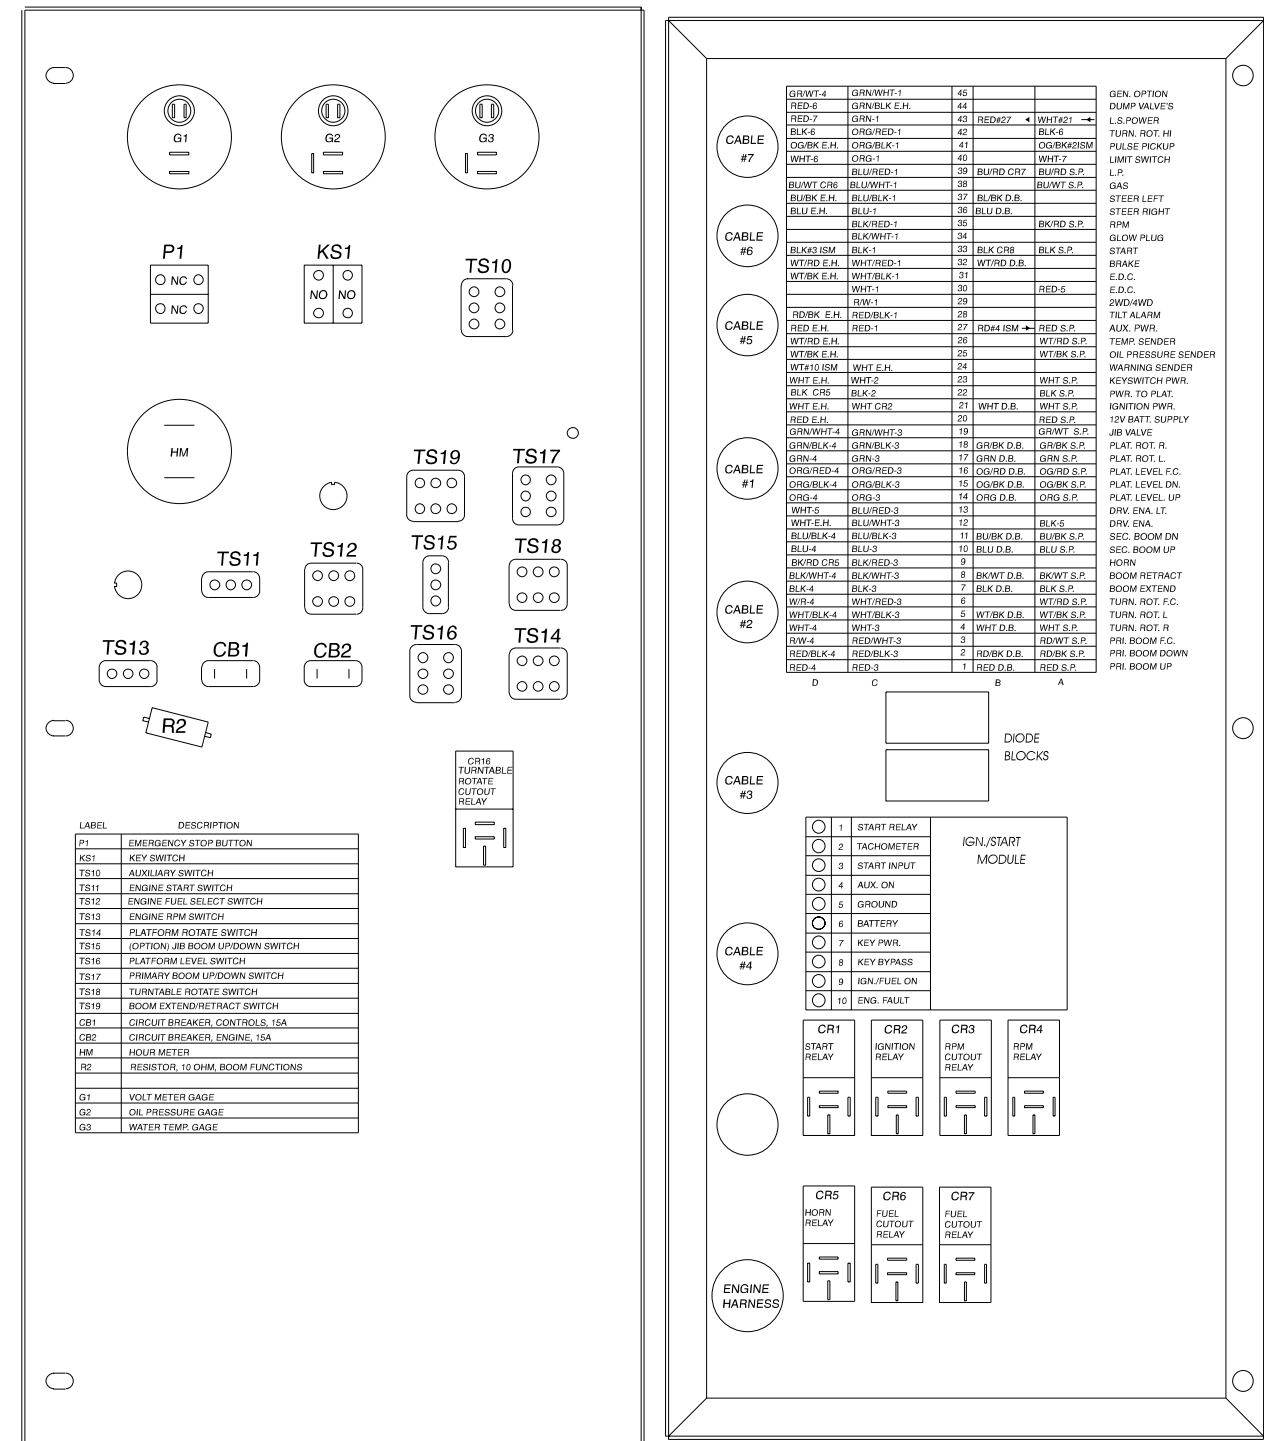 G1
G2
G3
P1
NC
NC
KS1
NO NO
TS10
HM
TS19
TS17
TS11
TS12
TS15
TS18
TS13
CB1
CB2
TS16
TS14
R2
CR16
TURNTABLE
ROTATE
CUTOUT
RELAY
LABEL DESCRIPTION
P1 EMERGENCY STOP BUTTON
KS1 KEY SWITCH
TS10 AUXILIARY SWITCH
TS11 ENGINE START SWITCH
TS12 ENGINE FUEL SELECT SWITCH
TS13 ENGINE RPM SWITCH
TS14 PLATFORM ROTATE SWITCH
TS15 (OPTION) JIB BOOM UP/DOWN SWITCH
TS16 PLATFORM LEVEL SWITCH
TS17 PRIMARY BOOM UP/DOWN SWITCH
TS18 TURNTABLE ROTATE SWITCH
TS19 BOOM EXTEND/RETRACT SWITCH
CB1 CIRCUIT BREAKER, CONTROLS, 15A
CB2 CIRCUIT BREAKER, ENGINE, 15A
HM HOUR METER
R2 RESISTOR, 10 OHM, BOOM FUNCTIONS
G1 VOLT METER GAGE
G2 OIL PRESSURE GAGE
G3 WATER TEMP. GAGE
CABLE
#7
CABLE
#6
CABLE
#5
CABLE
#1
CABLE
#2
CABLE
#3
CABLE
#4
ENGINE
HARNESS
GR/WT-4 GRN/WHT-1 45 GEN. OPTION
RED-6 GRN/BLK E.H. 44 DUMP VALVE'S
RED-7 GRN-1 43 RED#27 WHT#21 L.S.POWER
BLK-6 ORG/RED-1 42 BLK-6 TURN. ROT. HI
OG/BK E.H. ORG/BLK-1 41 OG/BK#2ISM PULSE PICKUP
WHT-6 ORG-1 40 WHT-7 LIMIT SWITCH
BLU/RED-1 39 BU/RD CR7 BU/RD S.P. L.P.
BU/WT CR6 BLU/WHT-1 38 BU/WT S.P. GAS
BU/BK E.H. BLU/BLK-1 37 BL/BK D.B. STEER LEFT
BLU E.H. BLU-1 36 BLU D.B. STEER RIGHT
BLK/RED-1 35 BK/RD S.P. RPM
BLK/WHT-1 34 GLOW PLUG
BLK#3 ISM BLK-1 33 BLK CR8 BLK S.P. START
WT/RD E.H. WHT/RED-1 32 WT/RD D.B. BRAKE
WT/BK E.H. WHT/BLK-1 31 E.D.C.
WHT-1 30 RED-5 E.D.C.
R/W-1 29 2WD/4WD
RD/BK E.H. RED/BLK-1 28 TILT ALARM
RED E.H. RED-1 27 RD#4 ISM RED S.P. AUX. PWR.
WT/RD E.H. 26 WT/RD S.P. TEMP. SENDER
WT/BK E.H. 25 WT/BK S.P. OIL PRESSURE SENDER
WT#10 ISM WHT E.H. 24 WARNING SENDER
WHT E.H. WHT-2 23 WHT S.P. KEYSWITCH PWR.
BLK CR5 BLK-2 22 BLK S.P. PWR. TO PLAT.
WHT E.H. WHT CR2 21 WHT D.B. WHT S.P. IGNITION PWR.
RED E.H. 20 RED S.P. 12V BATT. SUPPLY
GRN/WHT-4 GRN/WHT-3 19 GR/WT S.P. JIB VALVE
GRN/BLK-4 GRN/BLK-3 18 GR/BK D.B. GR/BK S.P. PLAT. ROT. R.
GRN-4 GRN-3 17 GRN D.B. GRN S.P. PLAT. ROT. L.
ORG/RED-4 ORG/RED-3 16 OG/RD D.B. OG/RD S.P. PLAT. LEVEL F.C.
ORG/BLK-4 ORG/BLK-3 15 OG/BK D.B. OG/BK S.P. PLAT. LEVEL DN.
ORG-4 ORG-3 14 ORG D.B. ORG S.P. PLAT. LEVEL. UP
WHT-5 BLU/RED-3 13 DRV. ENA. LT.
WHT-E.H. BLU/WHT-3 12 BLK-5 DRV. ENA.
BLU/BLK-4 BLU/BLK-3 11 BU/BK D.B. BU/BK S.P. SEC. BOOM DN
BLU-4 BLU-3 10 BLU D.B. BLU S.P. SEC. BOOM UP
BK/RD CR5 BLK/RED-3 9 HORN
BLK/WHT-4 BLK/WHT-3 8 BK/WT D.B. BK/WT S.P. BOOM RETRACT
BLK-4 BLK-3 7 BLK D.B. BLK S.P. BOOM EXTEND
W/R-4 WHT/RED-3 6 WT/RD S.P. TURN. ROT. F.C.
WHT/BLK-4 WHT/BLK-3 5 WT/BK D.B. WT/BK S.P. TURN. ROT. L
WHT-4 WHT-3 4 WHT D.B. WHT S.P. TURN. ROT. R
R/W-4 RED/WHT-3 3 RD/WT S.P. PRI. BOOM F.C.
RED/BLK-4 RED/BLK-3 2 RD/BK D.B. RD/BK S.P. PRI. BOOM DOWN
RED-4 RED-3 1 RED D.B. RED S.P. PRI. BOOM UP
D C B A
DIODE
BLOCKS
1 START RELAY
2 TACHOMETER
3 START INPUT
4 AUX. ON
5 GROUND
6 BATTERY
7 KEY PWR.
8 KEY BYPASS
9 IGN./FUEL ON
10 ENG. FAULT
IGN./START
MODULE
CR1
START
RELAY
CR2
IGNITION
RELAY
CR3
RPM
CUTOUT
RELAY
CR4
RPM
RELAY
CR5
HORN
RELAY
CR6
FUEL
CUTOUT
RELAY
CR7
FUEL
CUTOUT
RELAY